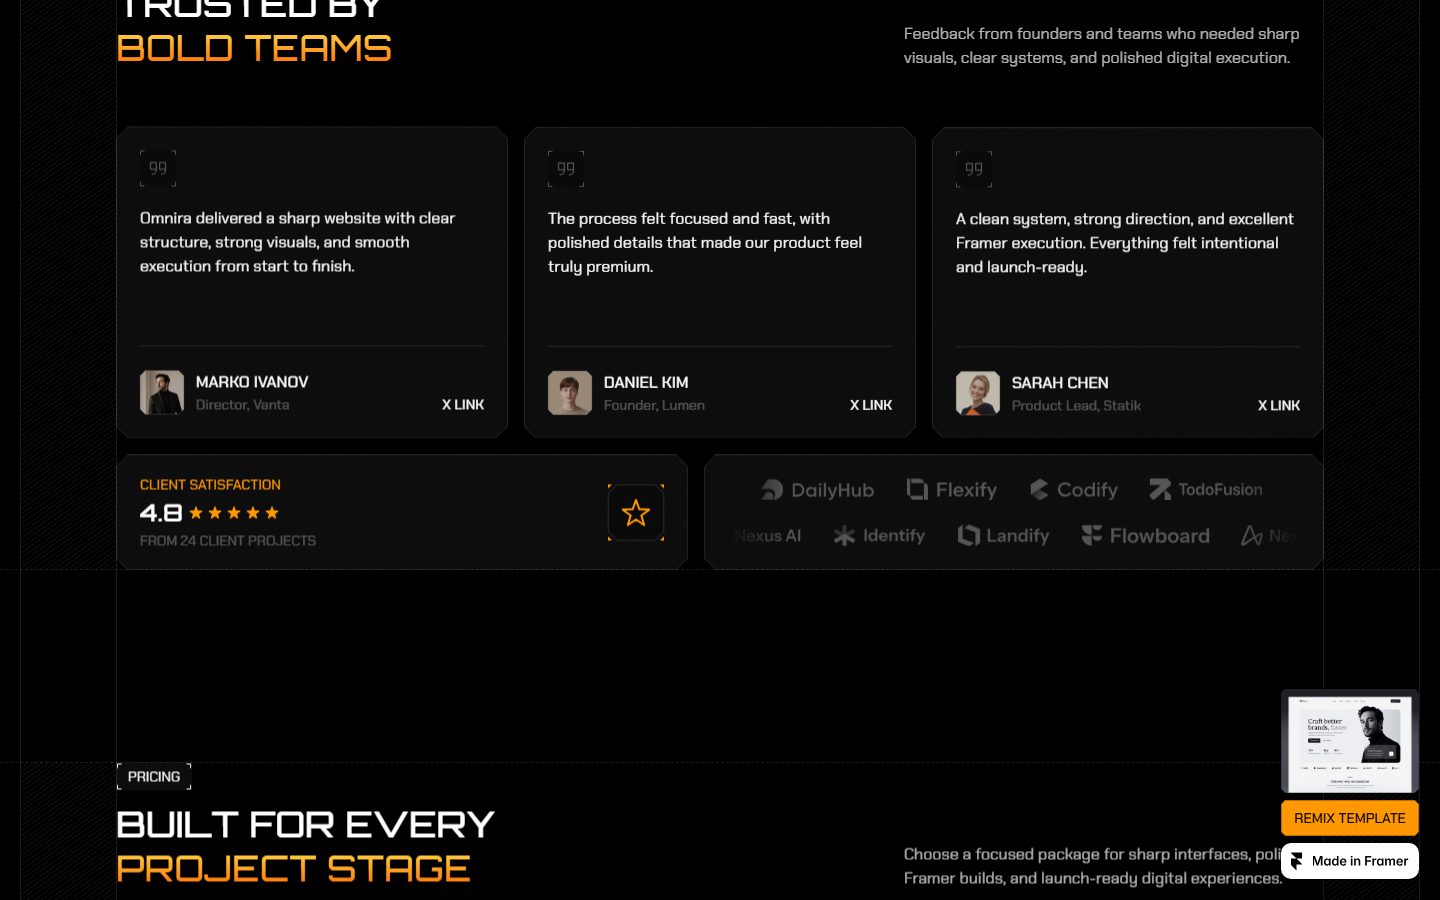 TRUSTED BY
BOLD TEAMS
Feedback from founders and teams who needed sharp
visuals, clear systems, and polished digital execution.
Omnira delivered a sharp website with clear
structure, strong visuals, and smooth
execution from start to finish.
MARKO IVANOV
Director, Vanta
X LINK
The process felt focused and fast, with
polished details that made our product feel
truly premium.
DANIEL KIM
Founder, Lumen
X LINK
A clean system, strong direction, and excellent
Framer execution. Everything felt intentional
and launch-ready.
SARAH CHEN
Product Lead, Statik
X LINK
CLIENT SATISFACTION
4.8
FROM 24 CLIENT PROJECTS
DailyHub Flexify Codify TodoFusion
Nexus AI Identify Landify Flowboard
PRICING
BUILT FOR EVERY
PROJECT STAGE
Choose a focused package for sharp interfaces, poli
Framer builds, and launch-ready digital experiences.
Craft better
brands, faster
REMIX TEMPLATE
Made in Framer